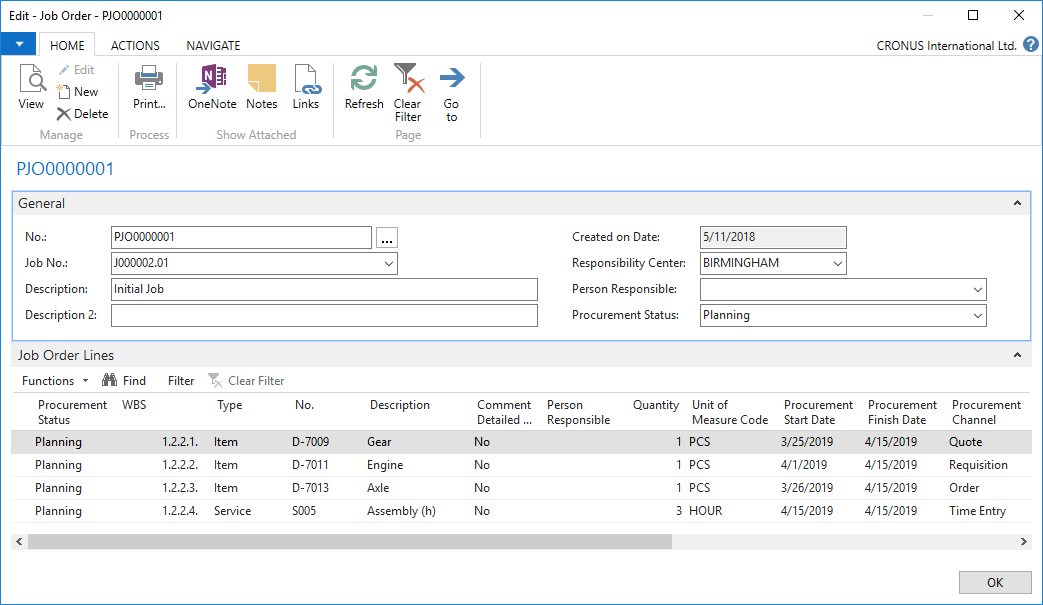 Edit - Job Order - PJO0000001
HOME ACTIONS NAVIGATE CRONUS International Ltd. ?
View Edit New Delete
Print...
OneNote Notes Links
Refresh Clear Filter Go to
Manage Process Show Attached Page
PJO0000001
General
No.: PJO0000001 ... Created on Date: 5/11/2018
Job No.: J000002.01 Responsibility Center: BIRMINGHAM
Description: Initial Job Person Responsible:
Description 2: Procurement Status: Planning
Job Order Lines
Functions Find Filter Clear Filter
Procurement Status WBS Type No. Description Comment Detailed ... Person Responsible Quantity Unit of Measure Code Procurement Start Date Procurement Finish Date Procurement Channel
Planning 1.2.2.1. Item D-7009 Gear No 1 PCS 3/25/2019 4/15/2019 Quote
Planning 1.2.2.2. Item D-7011 Engine No 1 PCS 4/1/2019 4/15/2019 Requisition
Planning 1.2.2.3. Item D-7013 Axle No 1 PCS 3/26/2019 4/15/2019 Order
Planning 1.2.2.4. Service S005 Assembly (h) No 3 HOUR 4/15/2019 4/15/2019 Time Entry
OK